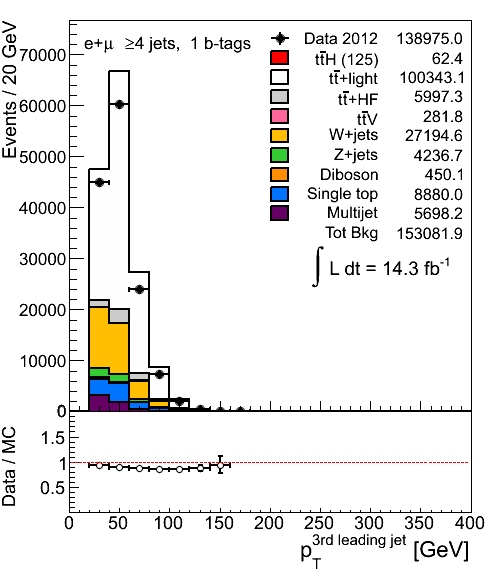 Events / 20 GeV
70000
60000
50000
40000
30000
20000
10000
0
e+μ ≥4 jets, 1 b-tags
Data 2012 138975.0
tt̄H (125) 62.4
tt̄+light 100343.1
tt̄+HF 5997.3
tt̄V 281.8
W+jets 27194.6
Z+jets 4236.7
Diboson 450.1
Single top 8880.0
Multijet 5698.2
Tot Bkg 153081.9
∫ L dt = 14.3 fb⁻¹
Data / MC
1.5
1
0.5
0 50 100 150 200 250 300 350 400
p_T^3rd leading jet [GeV]